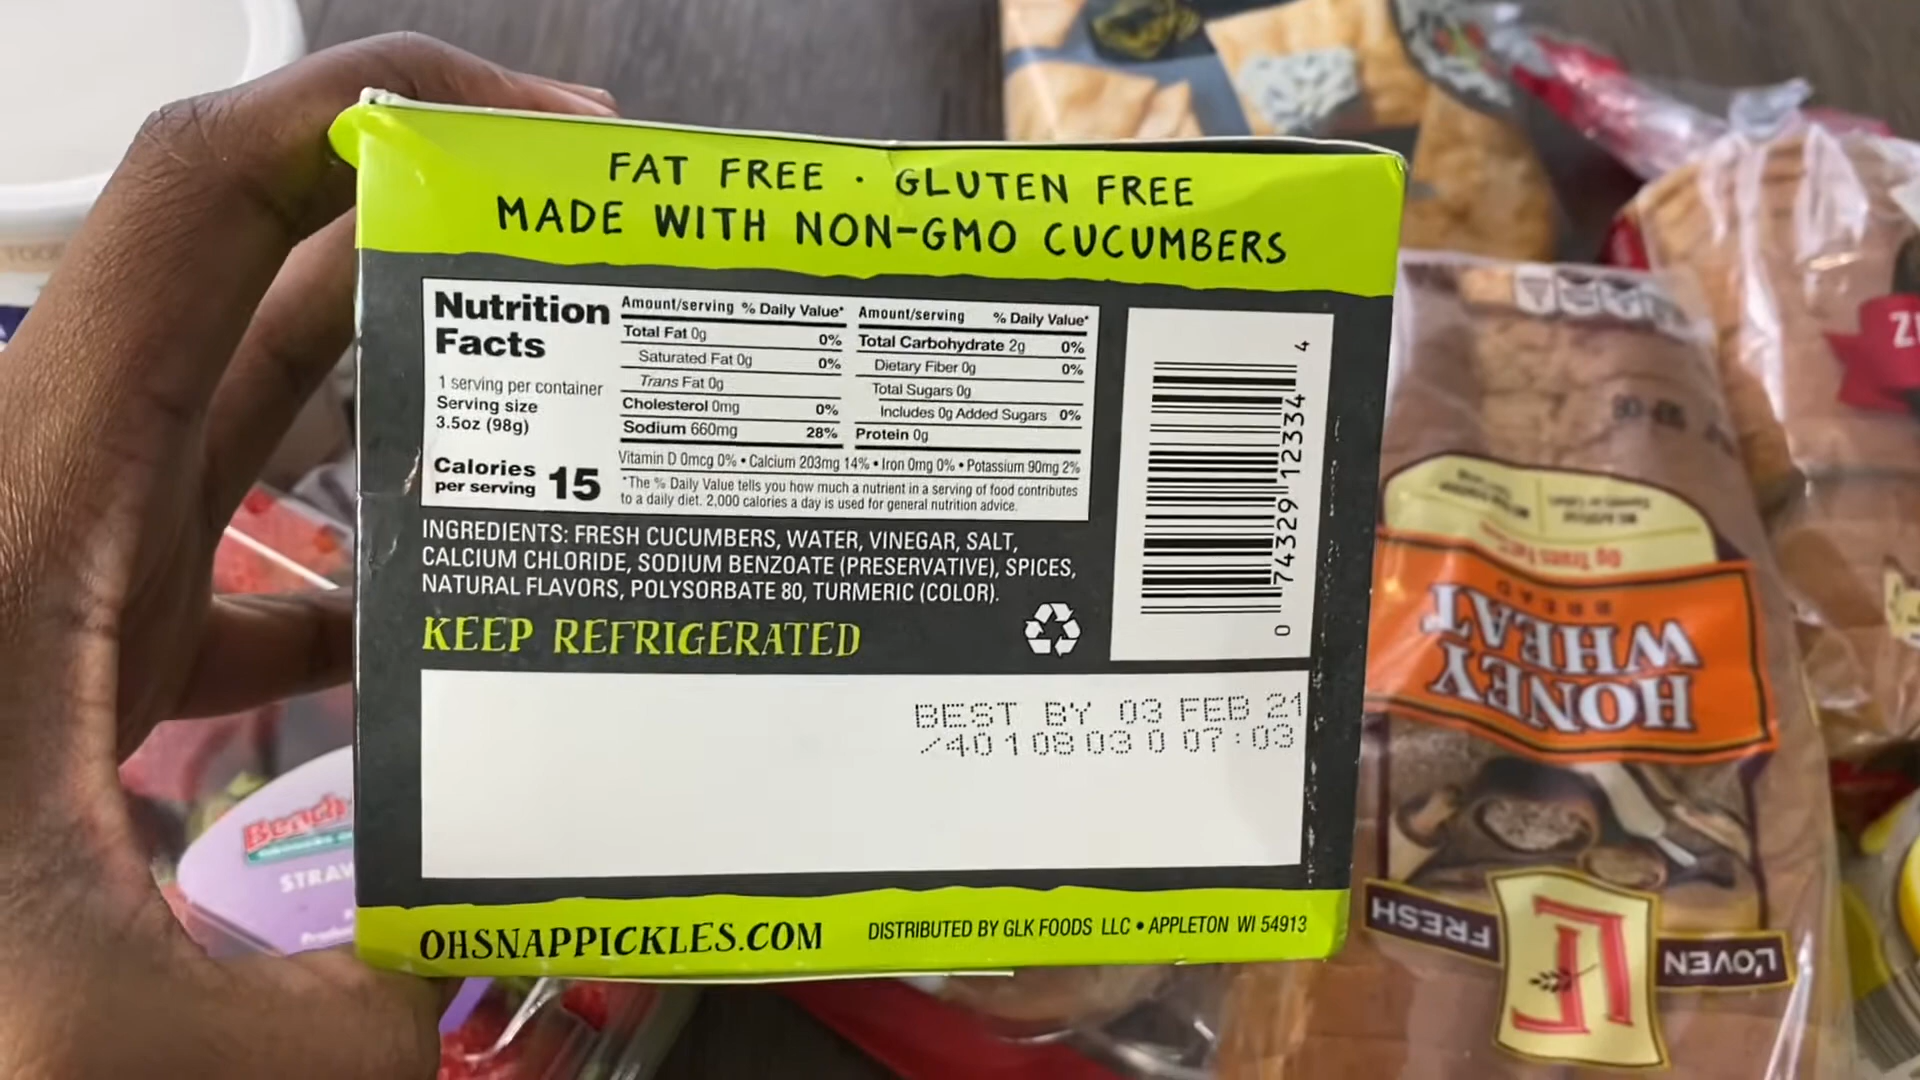 FAT FREE · GLUTEN FREE
MADE WITH NON-GMO CUCUMBERS
Nutrition
Facts
1 serving per container
Serving size
3.5oz (98g)
Calories
per serving 15
Amount/serving % Daily Value*
Total Fat 0g 0%
Saturated Fat 0g 0%
Trans Fat 0g
Cholesterol 0mg 0%
Sodium 660mg 28%
Amount/serving % Daily Value*
Total Carbohydrate 2g 0%
Dietary Fiber 0g 0%
Total Sugars 0g
Includes 0g Added Sugars 0%
Protein 0g
Vitamin D 0mcg 0% • Calcium 203mg 14% • Iron 0mg 0% • Potassium 90mg 2%
*The % Daily Value tells you how much a nutrient in a serving of food contributes
to a daily diet. 2,000 calories a day is used for general nutrition advice.
INGREDIENTS: FRESH CUCUMBERS, WATER, VINEGAR, SALT,
CALCIUM CHLORIDE, SODIUM BENZOATE (PRESERVATIVE), SPICES,
NATURAL FLAVORS, POLYSORBATE 80, TURMERIC (COLOR).
KEEP REFRIGERATED
0 74329 12334 4
BEST BY 03 FEB 21
/40108030 07:03
OHSNAPPICKLES.COM
DISTRIBUTED BY GLK FOODS LLC • APPLETON WI 54913
HONEY
WHEAT
BREAD
0g Trans Fat
L'OVEN
FRESH
Beach
STRAW